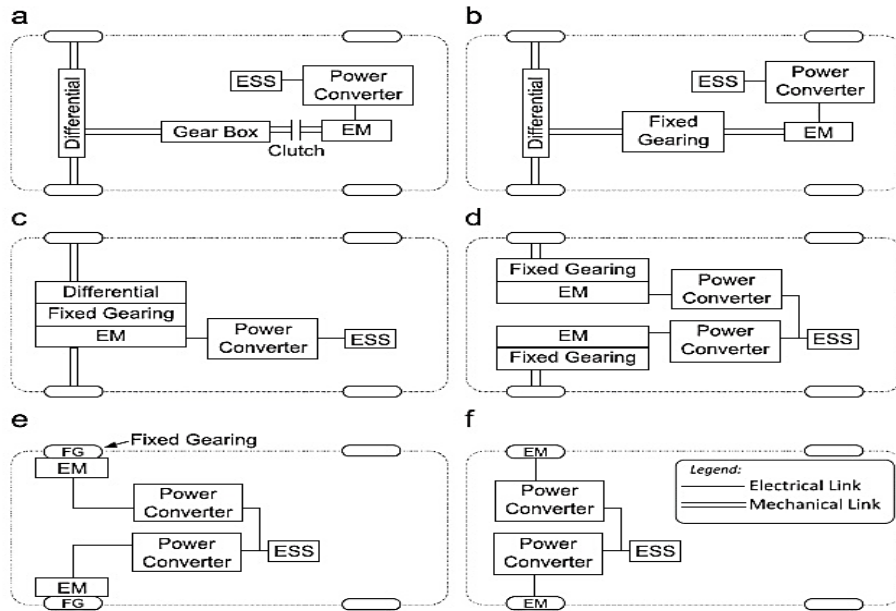 a
Differential
ESS
Power
Converter
Gear Box
Clutch
EM
b
Differential
ESS
Power
Converter
Fixed
Gearing
EM
c
Differential
Fixed Gearing
EM
Power
Converter
ESS
d
Fixed Gearing
EM
Power
Converter
EM
Fixed Gearing
Power
Converter
ESS
e
FG
Fixed Gearing
EM
Power
Converter
Power
Converter
ESS
EM
FG
f
EM
Power
Converter
Power
Converter
ESS
EM
Legend:
Electrical Link
Mechanical Link